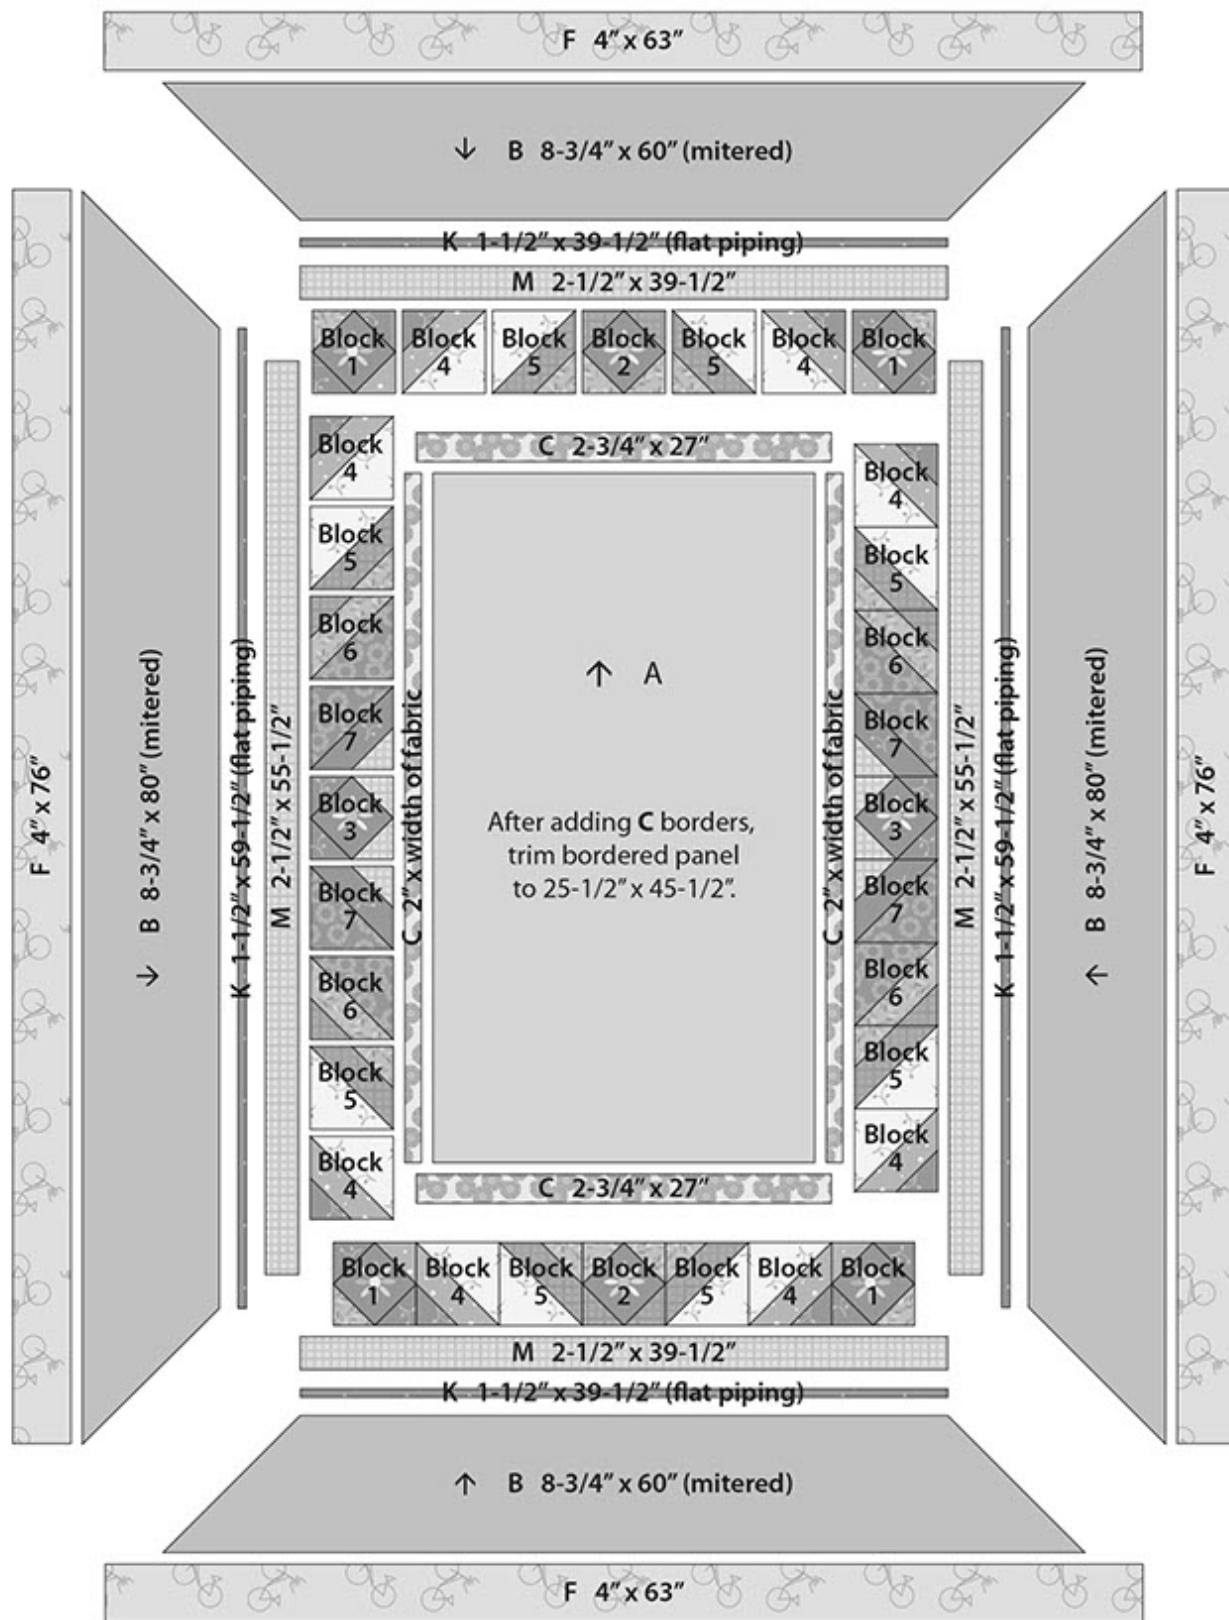 F 4” x 63”
B 8-3/4” x 60” (mitered)
K 1-1/2” x 39-1/2” (flat piping)
M 2-1/2” x 39-1/2”
Block
1
Block
4
Block
5
Block
2
Block
5
Block
4
Block
1
F 4” x 76”
B 8-3/4” x 80” (mitered)
K 1-1/2” x 59-1/2” (flat piping)
M 2-1/2” x 55-1/2”
Block
4
Block
5
Block
6
Block
7
Block
3
Block
7
Block
6
Block
5
Block
4
C 2” x width of fabric
C 2-3/4” x 27”
A
After adding C borders,
trim bordered panel
to 25-1/2” x 45-1/2”.
C 2-3/4” x 27”
C 2” x width of fabric
Block
4
Block
5
Block
6
Block
7
Block
3
Block
7
Block
6
Block
5
Block
4
M 2-1/2” x 55-1/2”
K 1-1/2” x 59-1/2” (flat piping)
B 8-3/4” x 80” (mitered)
F 4” x 76”
Block
1
Block
4
Block
5
Block
2
Block
5
Block
4
Block
1
M 2-1/2” x 39-1/2”
K 1-1/2” x 39-1/2” (flat piping)
B 8-3/4” x 60” (mitered)
F 4” x 63”